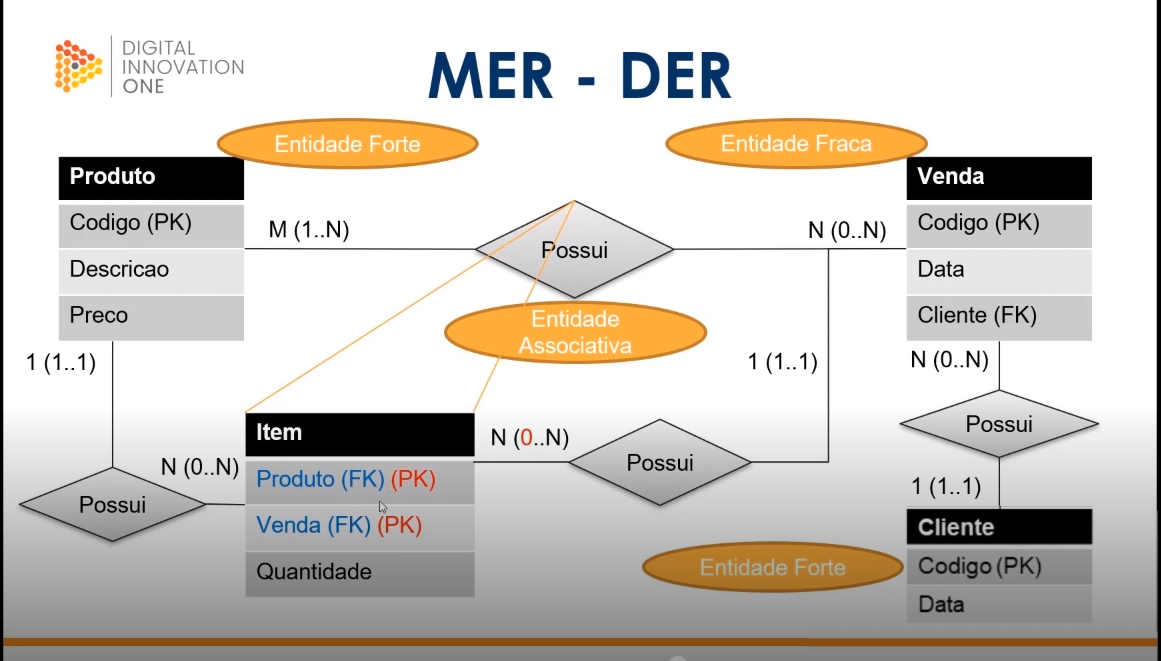 DIGITAL
INNOVATION
ONE
MER - DER
Entidade Forte
Entidade Fraca
Produto
Codigo (PK)
Descricao
Preco
M (1..N)
Possui
N (0..N)
Venda
Codigo (PK)
Data
Cliente (FK)
Entidade
Associativa
1 (1..1)
1 (1..1)
N (0..N)
Item
Produto (FK) (PK)
Venda (FK) (PK)
Quantidade
N (0..N)
Possui
N (0..N)
Possui
Possui
1 (1..1)
Cliente
Codigo (PK)
Data
Entidade Forte